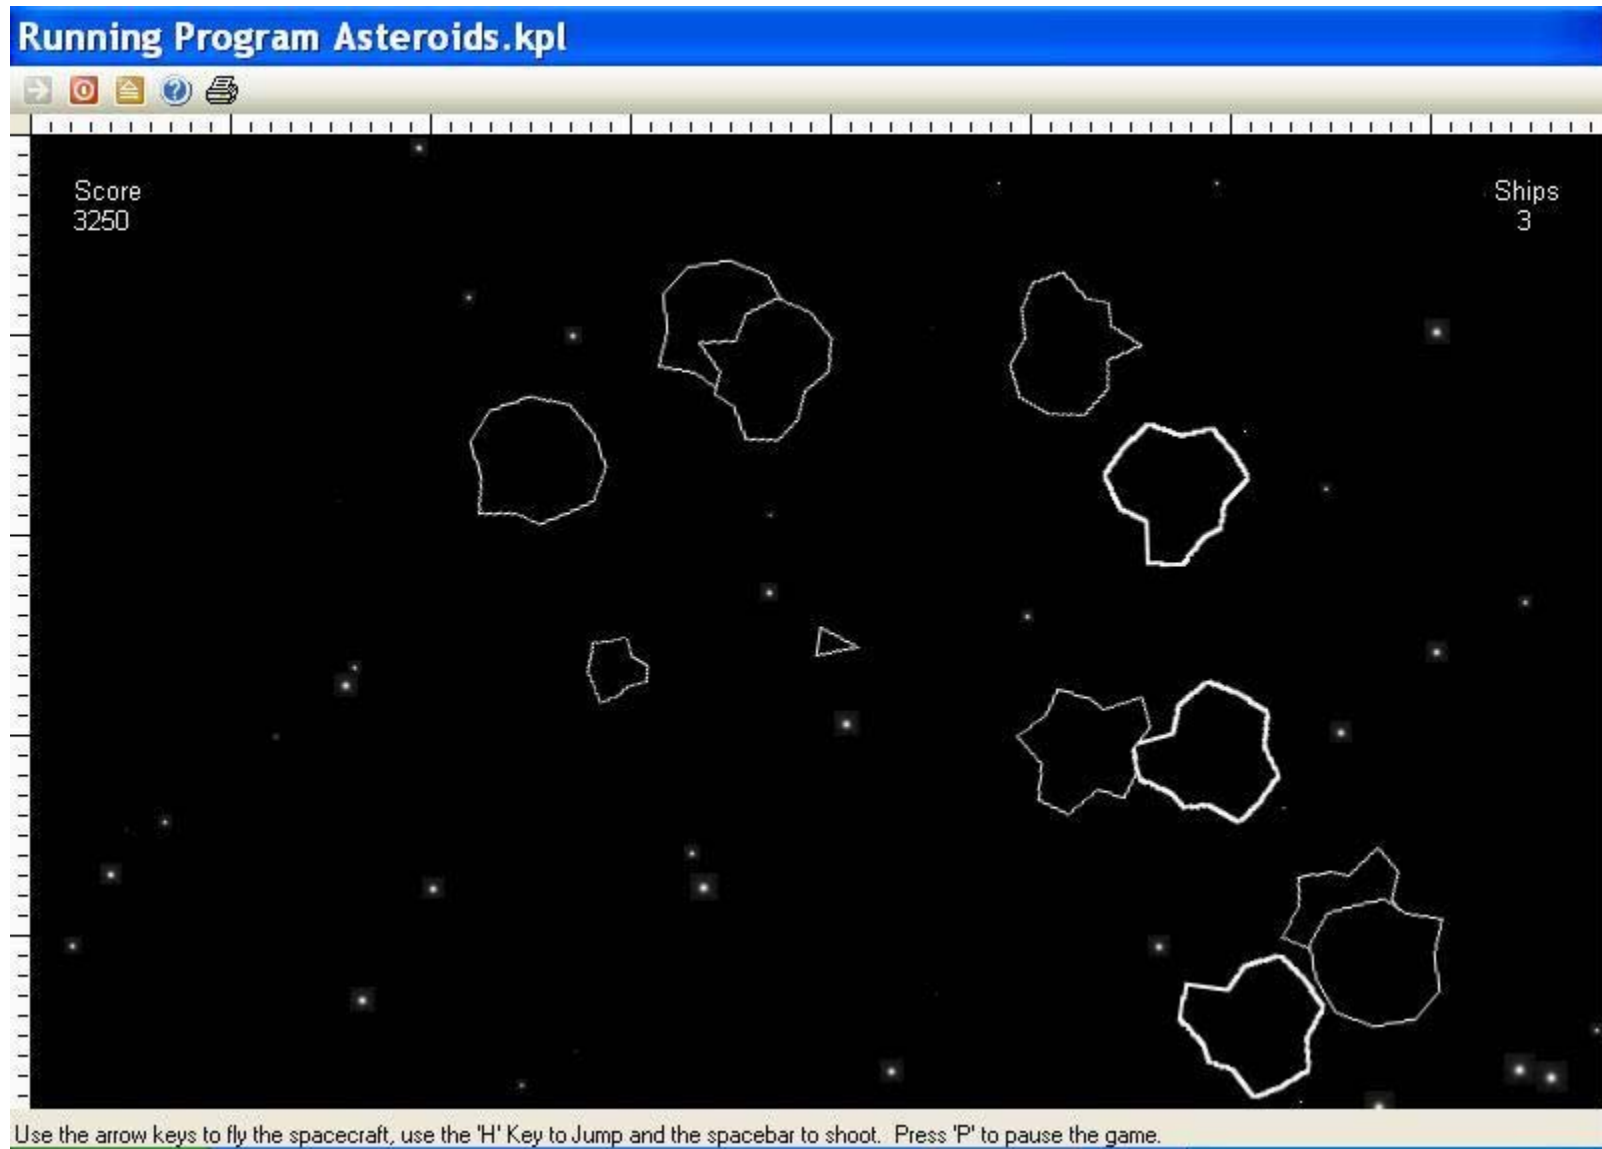 Running Program Asteroids.kpl
Score
3250
Ships
3
Use the arrow keys to fly the spacecraft, use the 'H' Key to Jump and the spacebar to shoot.  Press 'P' to pause the game.